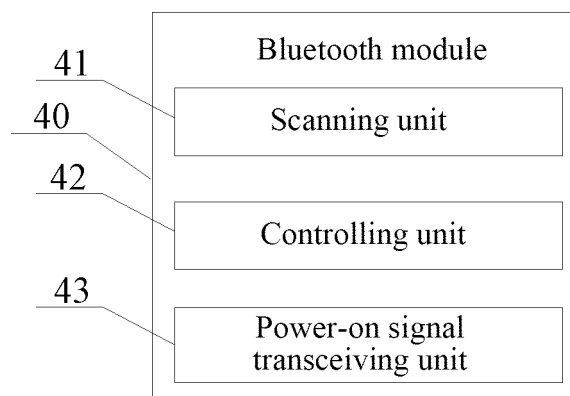 Bluetooth module
41
Scanning unit
40
42
Controlling unit
43
Power-on signal
transceiving unit